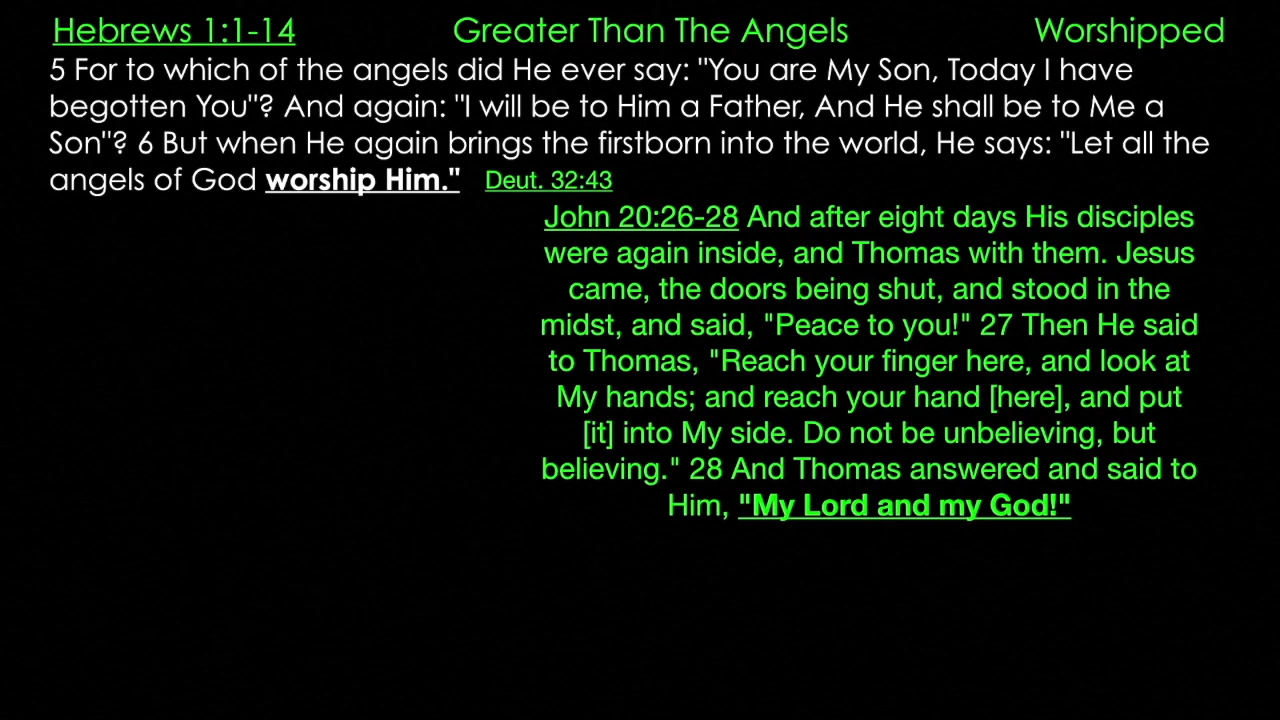 Hebrews 1:1-14 Greater Than The Angels Worshipped
5 For to which of the angels did He ever say: "You are My Son, Today I have
begotten You"? And again: "I will be to Him a Father, And He shall be to Me a
Son"? 6 But when He again brings the firstborn into the world, He says: "Let all the
angels of God worship Him." Deut. 32:43
John 20:26-28 And after eight days His disciples
were again inside, and Thomas with them. Jesus
came, the doors being shut, and stood in the
midst, and said, "Peace to you!" 27 Then He said
to Thomas, "Reach your finger here, and look at
My hands; and reach your hand [here], and put
[it] into My side. Do not be unbelieving, but
believing." 28 And Thomas answered and said to
Him, "My Lord and my God!"